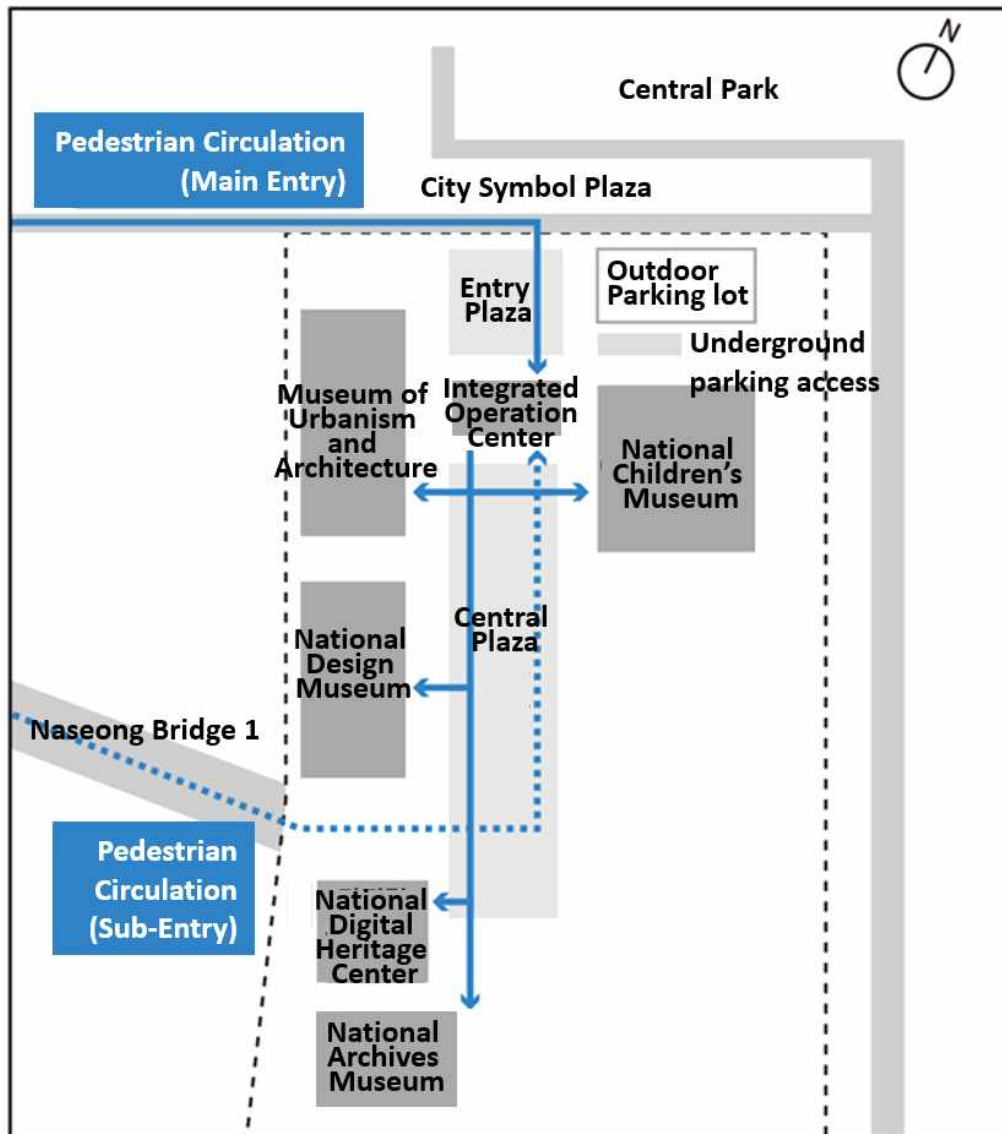 N
Central Park
Pedestrian Circulation
(Main Entry)
City Symbol Plaza
Entry
Plaza
Outdoor
Parking lot
Underground
parking access
Museum of
Urbanism
and
Architecture
Integrated
Operation
Center
National
Children's
Museum
National
Design
Museum
Central
Plaza
Naseong Bridge 1
Pedestrian
Circulation
(Sub-Entry)
National
Digital
Heritage
Center
National
Archives
Museum